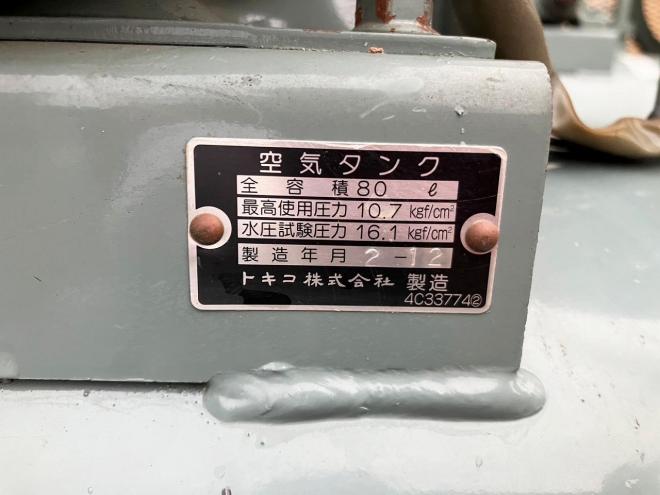 空気タンク
全容積 80 ℓ
最高使用圧力 10.7 kgf/cm²
水圧試験圧力 16.1 kgf/cm²
製造年月 2-12
トキコ株式会社 製造
4C33774②